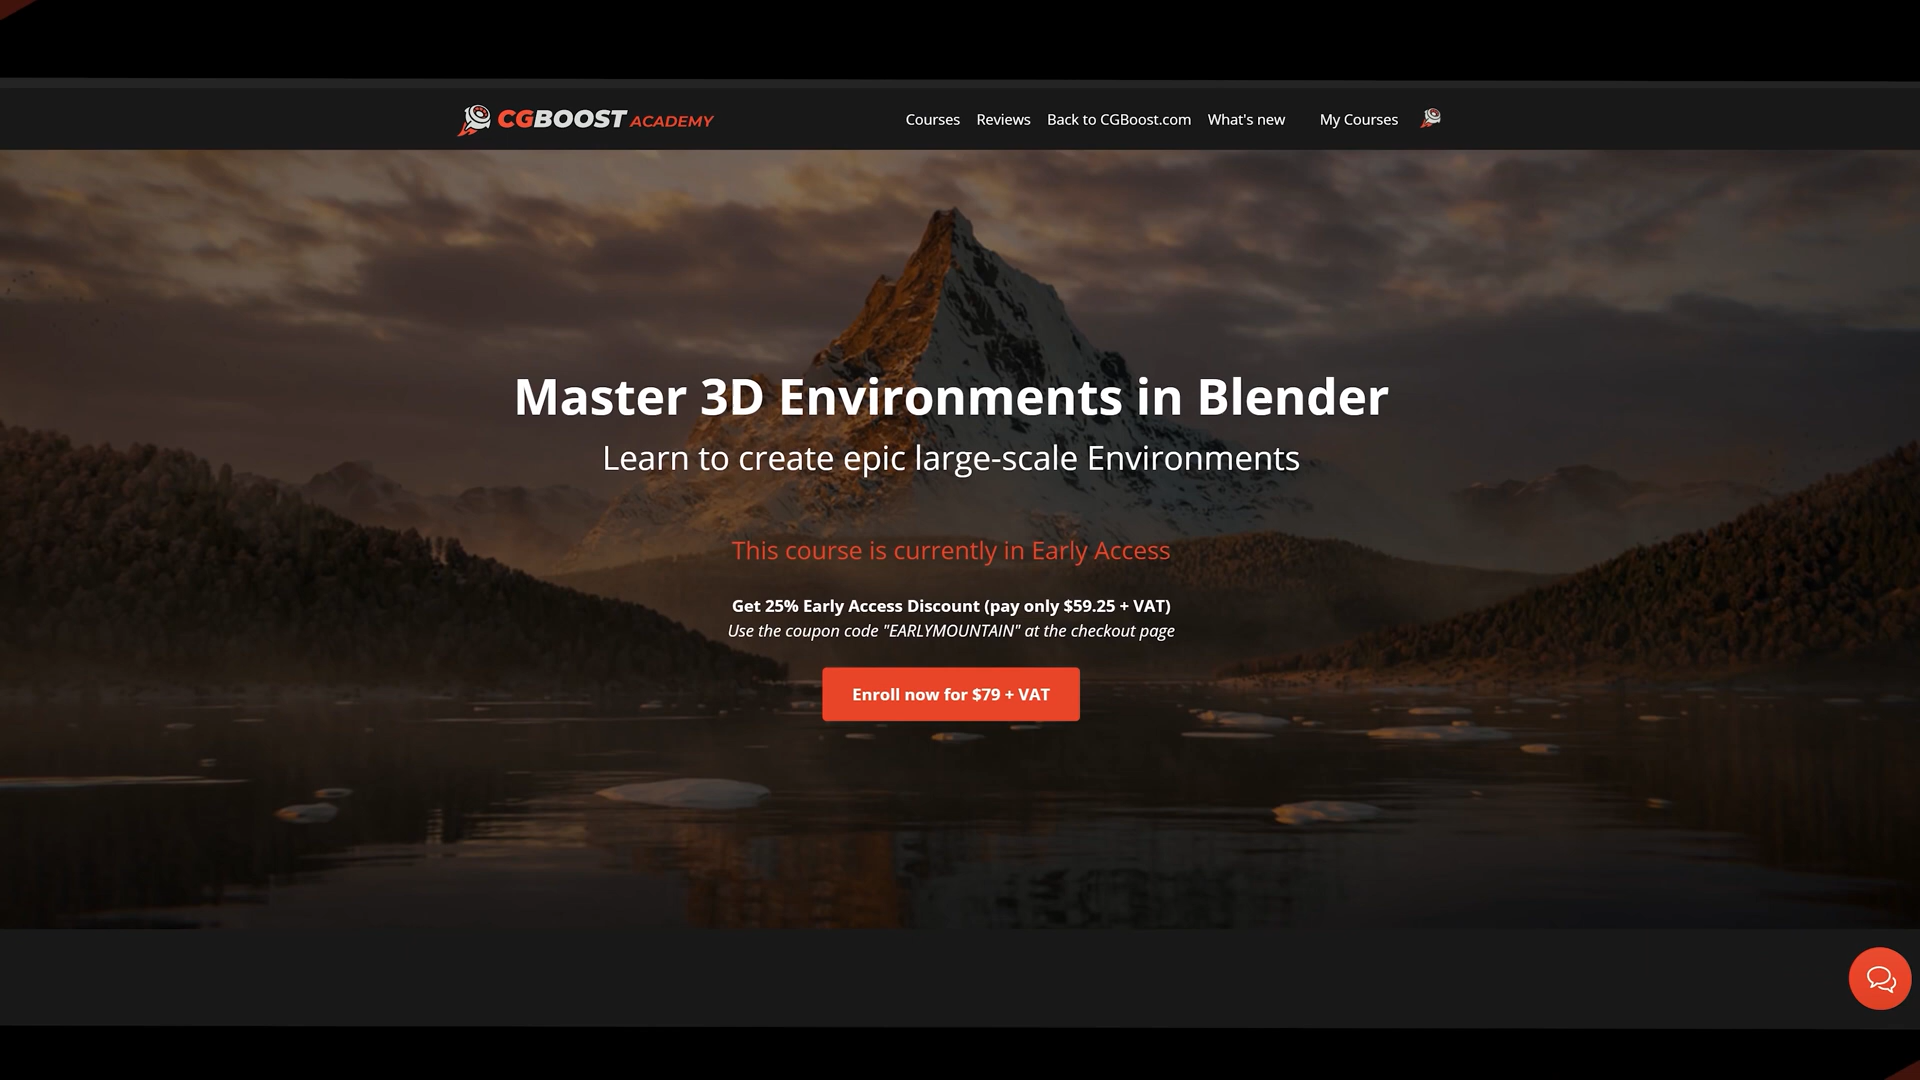 CGBOOST ACADEMY
Courses Reviews Back to CGBoost.com What's new My Courses
Master 3D Environments in Blender
Learn to create epic large-scale Environments
This course is currently in Early Access
Get 25% Early Access Discount (pay only $59.25 + VAT)
Use the coupon code "EARLYMOUNTAIN" at the checkout page
Enroll now for $79 + VAT